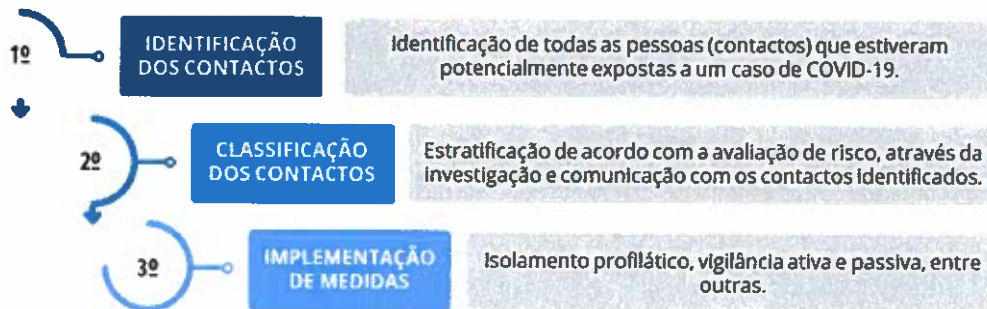 1º
IDENTIFICAÇÃO
DOS CONTACTOS
Identificação de todas as pessoas (contactos) que estiveram
potencialmente expostas a um caso de COVID-19.
2º
CLASSIFICAÇÃO
DOS CONTACTOS
Estratificação de acordo com a avaliação de risco, através da
investigação e comunicação com os contactos identificados.
3º
IMPLEMENTAÇÃO
DE MEDIDAS
Isolamento profilático, vigilância ativa e passiva, entre
outras.